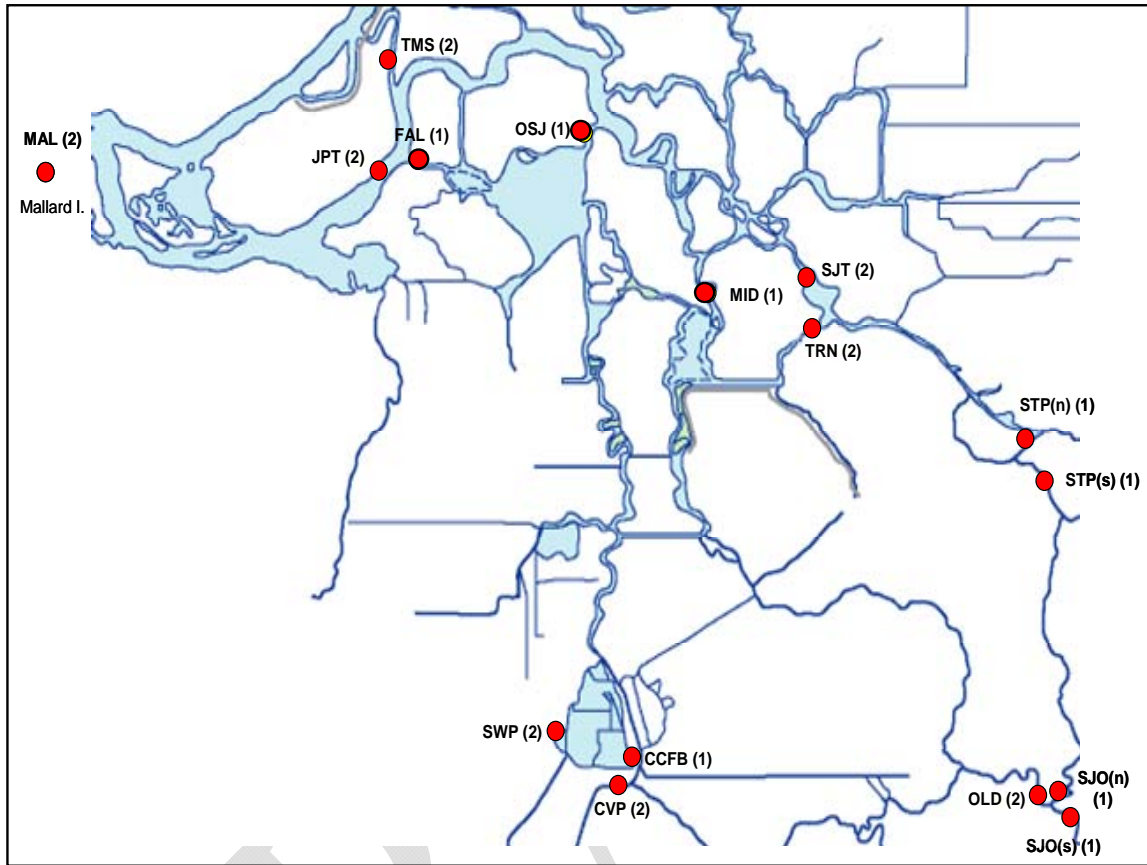 TMS (2)
MAL (2)
FAL (1)
OSJ (1)
JPT (2)
Mallard I.
SJT (2)
MID (1)
TRN (2)
STP(n) (1)
STP(s) (1)
SWP (2)
CCFB (1)
CVP (2)
OLD (2)
SJO(n)
(1)
SJO(s) (1)